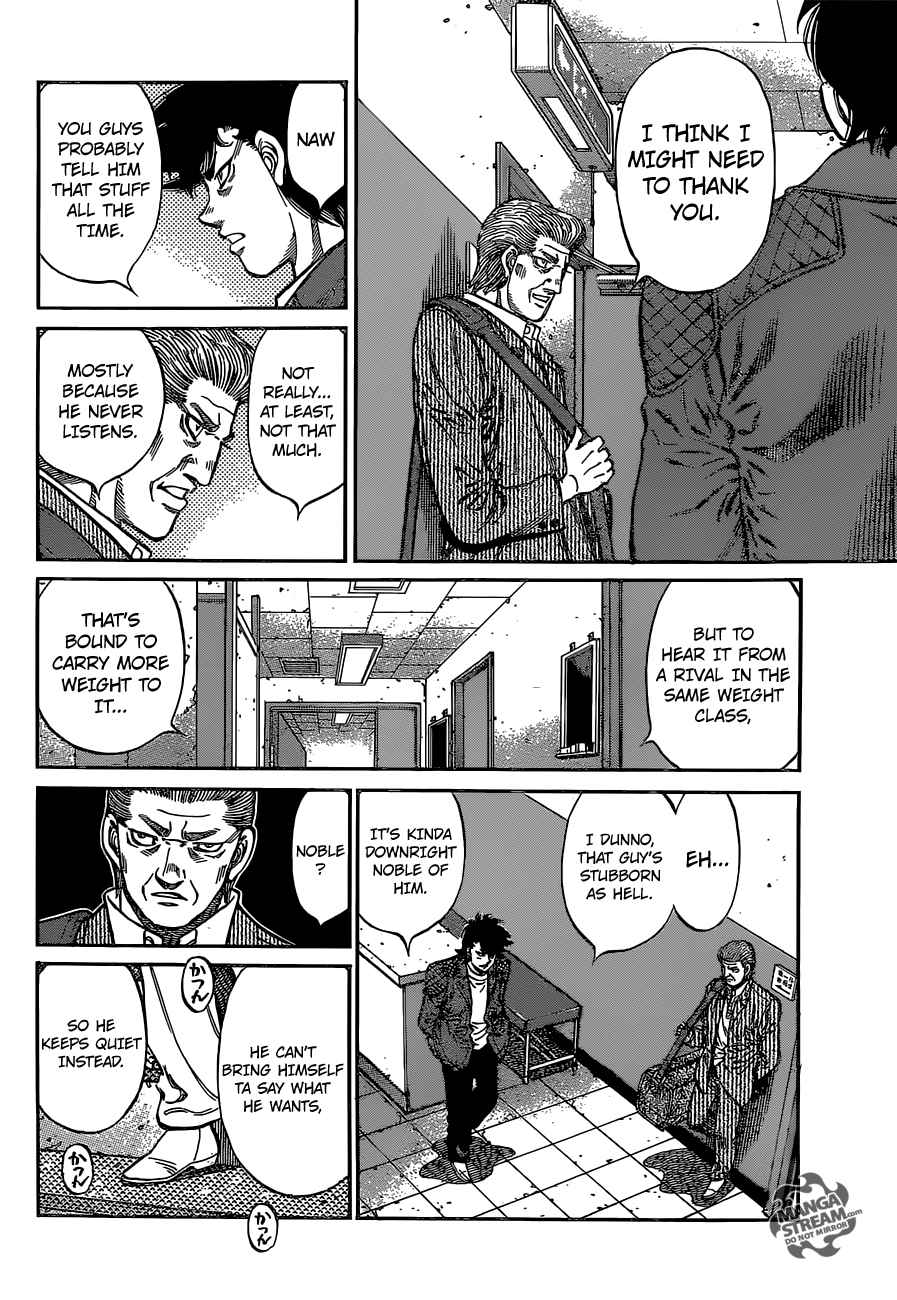 I THINK I
MIGHT NEED
TO THANK
YOU.
NAW
YOU GUYS
PROBABLY
TELL HIM
THAT STUFF
ALL THE
TIME.
NOT
REALLY...
AT LEAST,
NOT THAT
MUCH.
MOSTLY
BECAUSE
HE NEVER
LISTENS.
BUT TO
HEAR IT FROM
A RIVAL IN THE
SAME WEIGHT
CLASS,
THAT'S
BOUND TO
CARRY MORE
WEIGHT TO
IT...
EH...
I DUNNO,
THAT GUY'S
STUBBORN
AS HELL.
IT'S KINDA
DOWNRIGHT
NOBLE OF
HIM.
NOBLE
?
HE CAN'T
BRING HIMSELF
TA SAY WHAT
HE WANTS,
かつん
SO HE
KEEPS QUIET
INSTEAD.
かつん
かつん
MANGA
STREAM.com
DO NOT MIRROR